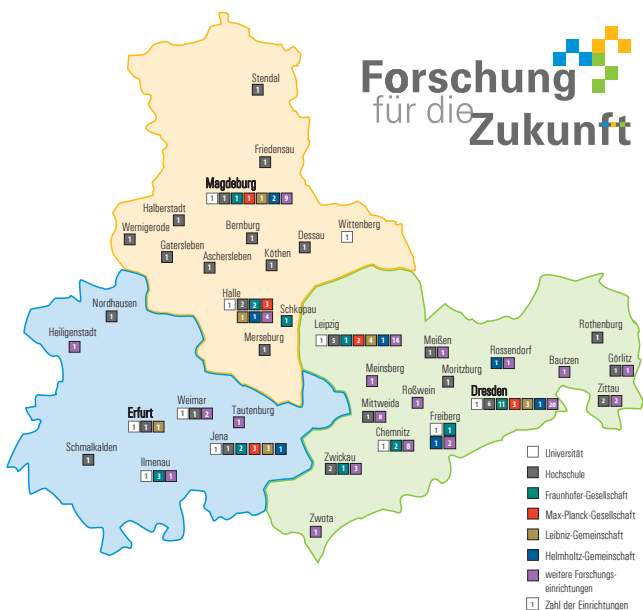 Forschung
für die
Zukunft
Stendal
1
Friedensau
1
Magdeburg
1 1 1 1 1 2 9
Halberstadt
1
Wernigerode
1
Gatersleben
1
Aschersleben
1
Bernburg
1
Köthen
1
Dessau
1
Wittenberg
1
Halle
1 2 2 3
1 1 4
Schkopau
1
Merseburg
1
Nordhausen
1
Heiligenstadt
1
Erfurt
1 1 1
Weimar
1 1 2
Tautenburg
1
Jena
1 1 2 3 3 1
Schmalkalden
1
Ilmenau
1 3 1
Leipzig
1 5 1 2 4 1 14
Meinsberg
1
Meißen
1 1
Moritzburg
1
Rossendorf
1 1
Rothenburg
1
Bautzen
1
Görlitz
1 1
Zittau
2 2
Dresden
1 6 11 3 3 1 20
Roßwein
1
Mittweida
1 8
Freiberg
1 1
1 2
Chemnitz
1 2 8
Zwickau
2 1 3
Zwota
1
Universität
Hochschule
Fraunhofer-Gesellschaft
Max-Planck-Gesellschaft
Leibniz-Gemeinschaft
Helmholtz-Gemeinschaft
weitere Forschungs-
einrichtungen
1 Zahl der Einrichtungen